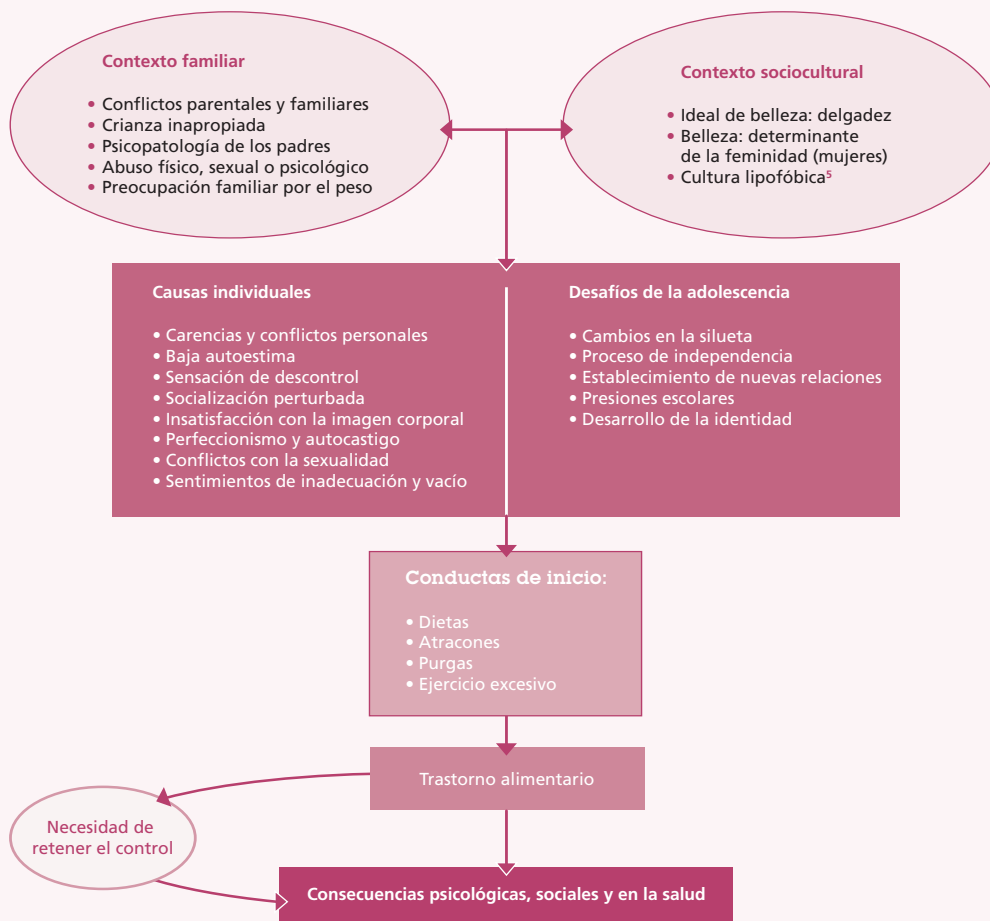 Contexto familiar
• Conflictos parentales y familiares
• Crianza inapropiada
• Psicopatología de los padres
• Abuso físico, sexual o psicológico
• Preocupación familiar por el peso
Contexto sociocultural
• Ideal de belleza: delgadez
• Belleza: determinante
de la feminidad (mujeres)
• Cultura lipofóbica⁵
Causas individuales
• Carencias y conflictos personales
• Baja autoestima
• Sensación de descontrol
• Socialización perturbada
• Insatisfacción con la imagen corporal
• Perfeccionismo y autocastigo
• Conflictos con la sexualidad
• Sentimientos de inadecuación y vacío
Desafíos de la adolescencia
• Cambios en la silueta
• Proceso de independencia
• Establecimiento de nuevas relaciones
• Presiones escolares
• Desarrollo de la identidad
Conductas de inicio:
• Dietas
• Atracones
• Purgas
• Ejercicio excesivo
Trastorno alimentario
Necesidad de
retener el control
Consecuencias psicológicas, sociales y en la salud